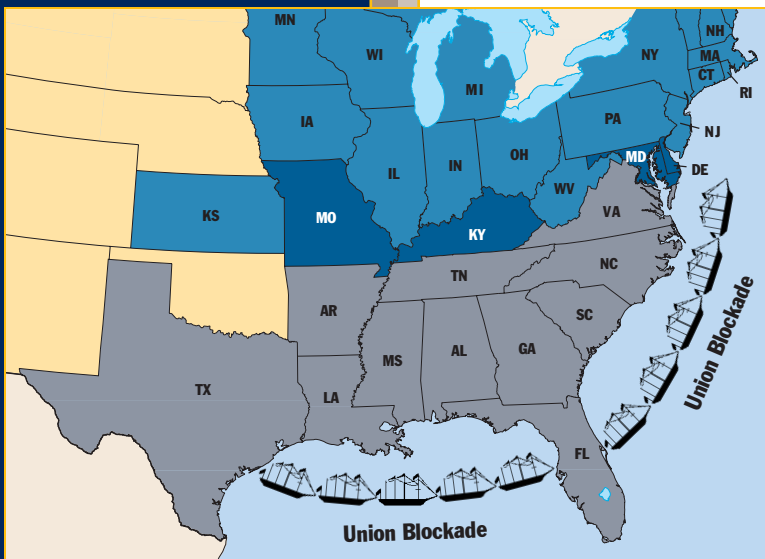 MN
NH
WI
NY
MA
MI
CT
RI
IA
PA
NJ
OH
IL
IN
MD
DE
WV
KS
MO
VA
KY
NC
TN
AR
SC
MS
AL
GA
TX
LA
FL
Union Blockade
Union Blockade